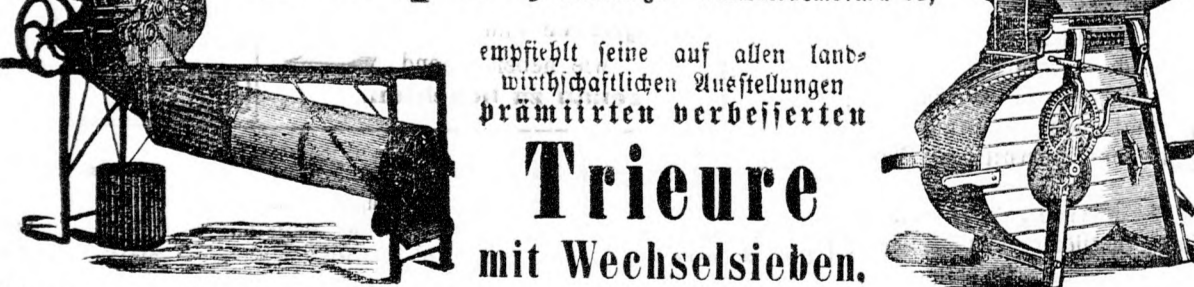 empfiehlt seine auf allen land-
wirthschaftlichen Ausstellungen
prämiirten verbesserten
Trieure
mit Wechselsieben.